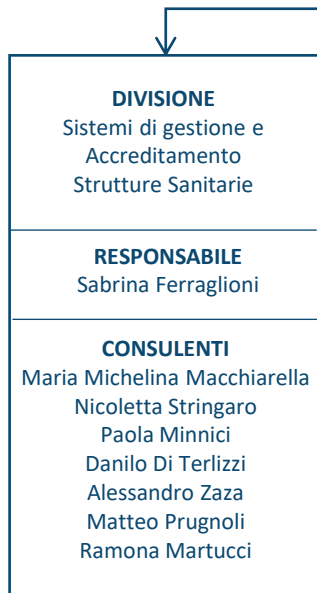 DIVISIONE
Sistemi di gestione e
Accreditamento
Strutture Sanitarie
RESPONSABILE
Sabrina Ferraglioni
CONSULENTI
Maria Michelina Macchiarella
Nicoletta Stringaro
Paola Minnici
Danilo Di Terlizzi
Alessandro Zaza
Matteo Prugnoli
Ramona Martucci